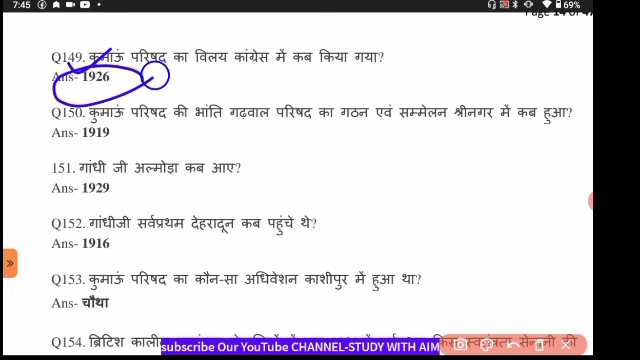 7:45
69%
Page 14 of 47
Q149. कुमाऊं परिषद का विलय कांग्रेस में कब किया गया?
Ans- 1926
Q150. कुमाऊं परिषद की भांति गढ़वाल परिषद का गठन एवं सम्मेलन श्रीनगर में कब हुआ?
Ans- 1919
151. गांधी जी अल्मोड़ा कब आए?
Ans- 1929
Q152. गांधीजी सर्वप्रथम देहरादून कब पहुंचे थे?
Ans- 1916
Q153. कुमाऊं परिषद का कौन-सा अधिवेशन काशीपुर में हुआ था?
Ans- चौथा
Q154. ब्रिटिश
subscribe Our YouTube CHANNEL-STUDY WITH AIM